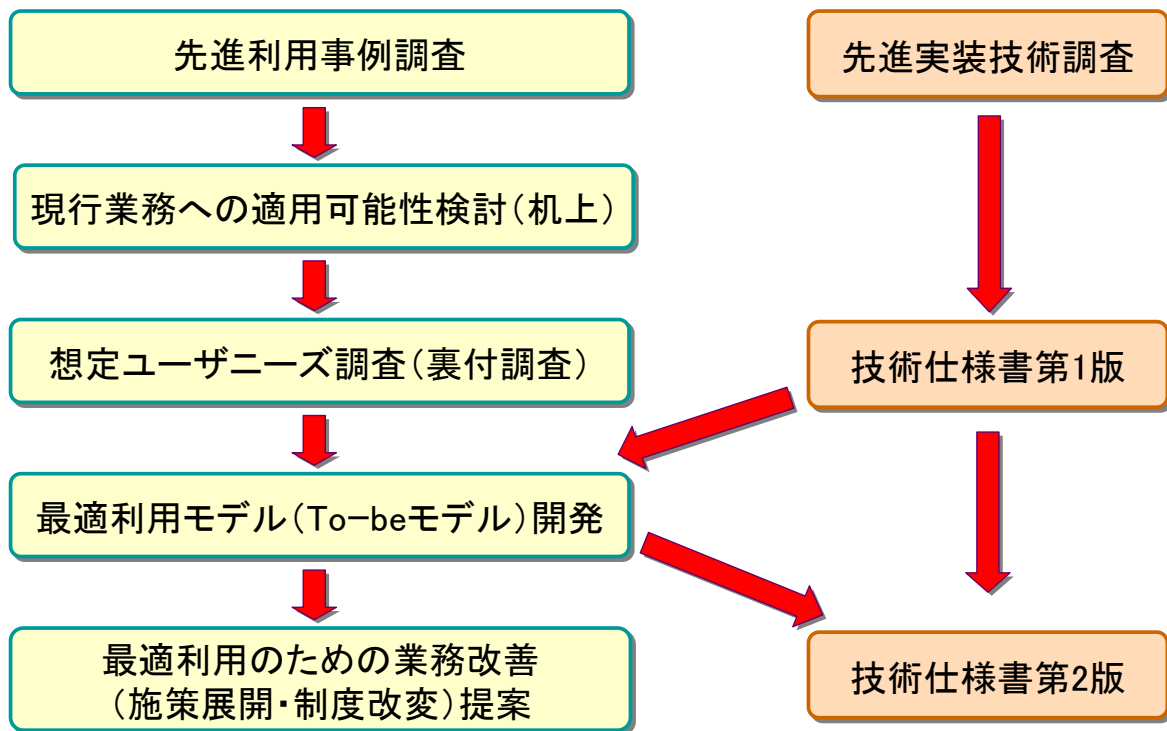 先進利用事例調査
先進実装技術調査
現行業務への適用可能性検討（机上）
想定ユーザニーズ調査（裏付調査）
技術仕様書第1版
最適利用モデル（To-beモデル）開発
最適利用のための業務改善
（施策展開・制度改変）提案
技術仕様書第2版